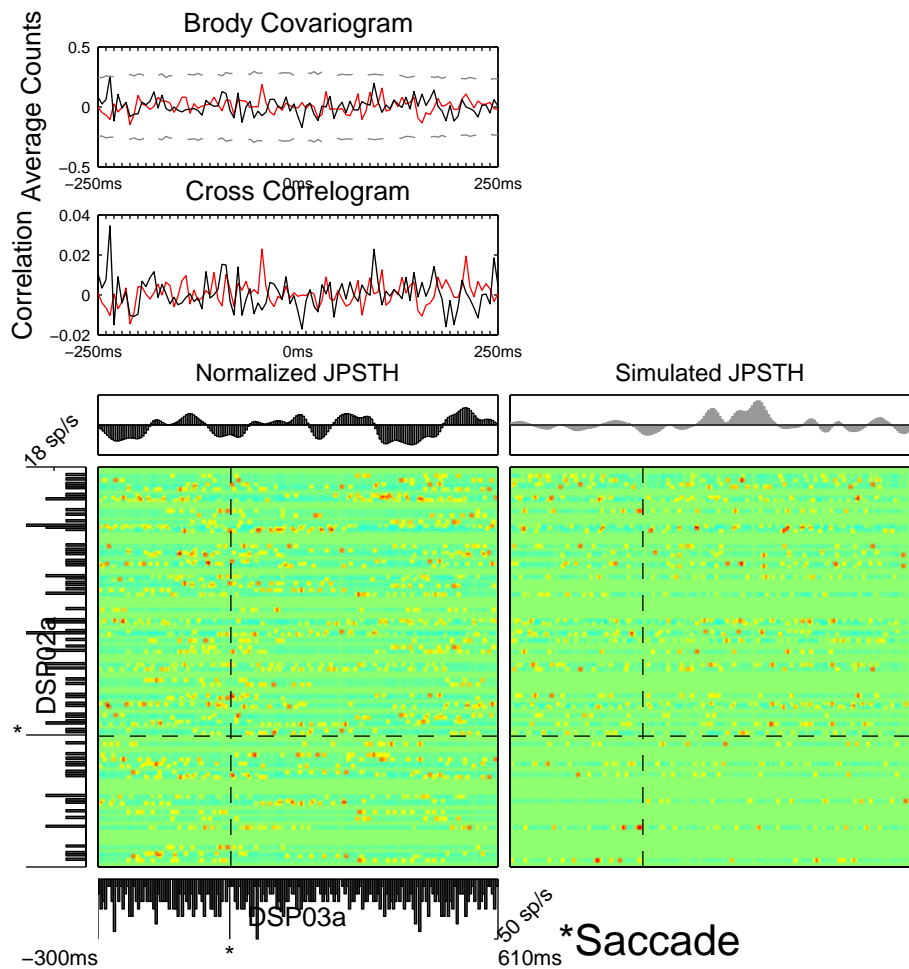 Brody Covariogram
Average Counts
0.5
0
−0.5
−250ms 0ms 250ms
Cross Correlogram
Correlation
0.04
0.02
0
−0.02
−250ms 0ms 250ms
Normalized JPSTH Simulated JPSTH
18 sp/s
DSP02a
*
DSP03a
50 sp/s
*Saccade
−300ms * 610ms